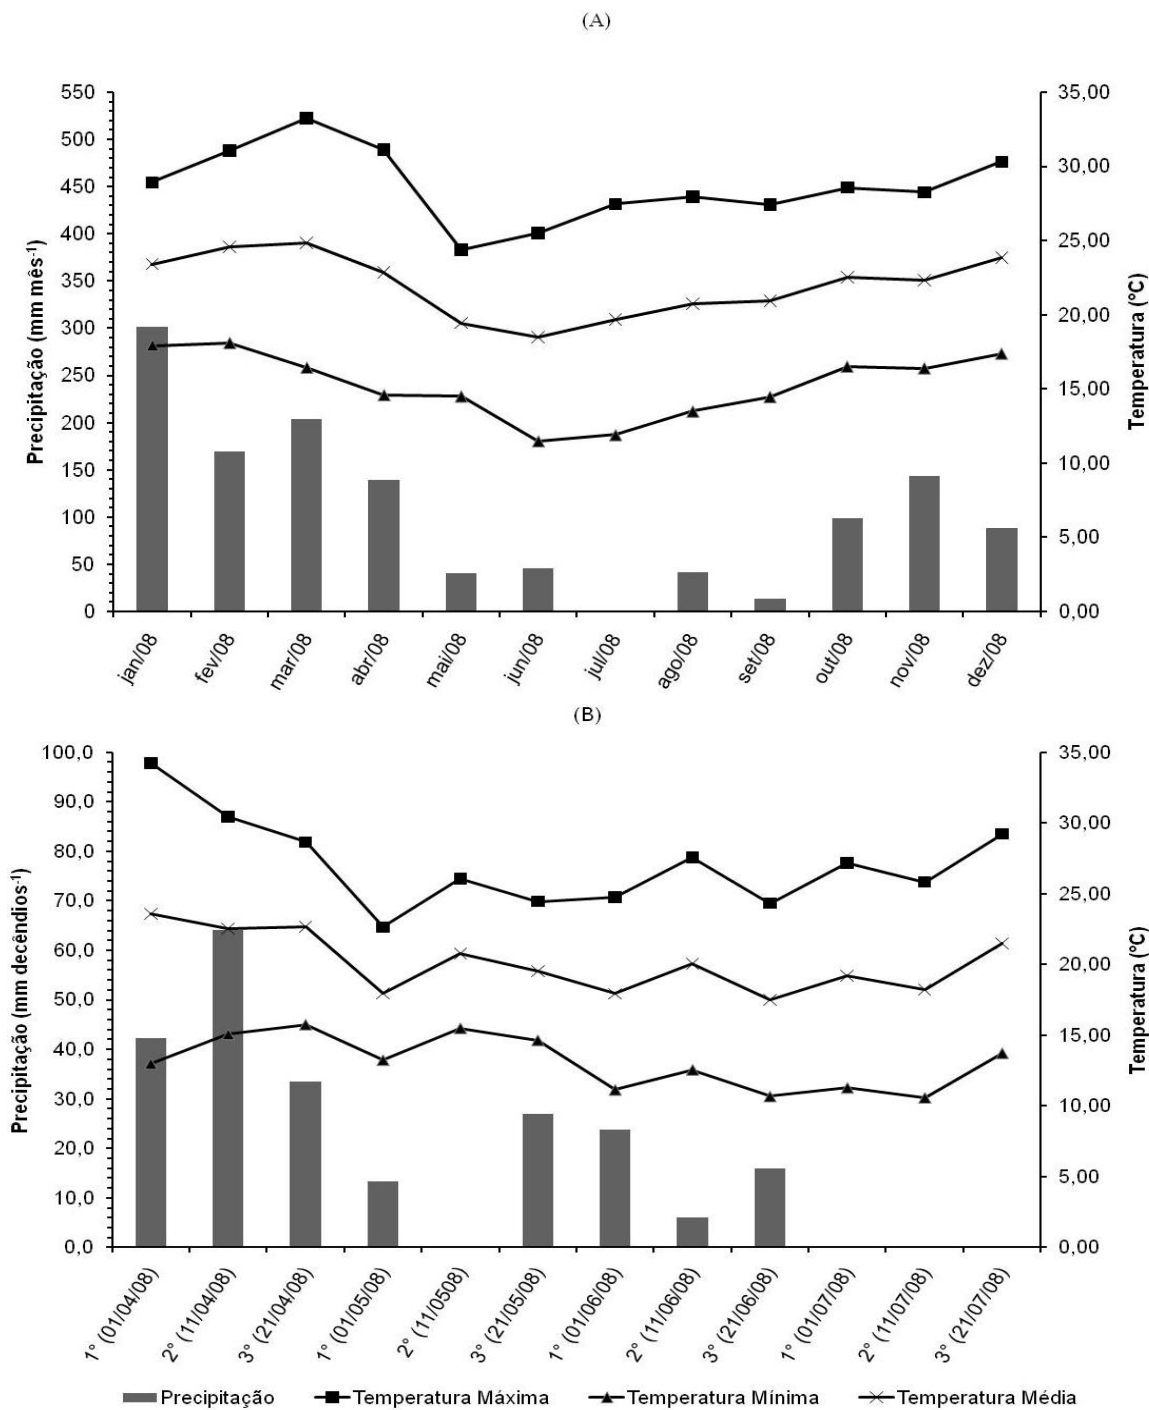 (A)
550
500
450
400
350
300
250
200
150
100
50
0
Precipitação (mm mês-¹)
35,00
30,00
25,00
20,00
15,00
10,00
5,00
0,00
Temperatura (°C)
jan/08
fev/08
mar/08
abr/08
mai/08
jun/08
jul/08
ago/08
set/08
out/08
nov/08
dez/08
(B)
100,0
90,0
80,0
70,0
60,0
50,0
40,0
30,0
20,0
10,0
0,0
Precipitação (mm decêndios-¹)
35,00
30,00
25,00
20,00
15,00
10,00
5,00
0,00
Temperatura (°C)
1° (01/04/08)
2° (11/04/08)
3° (21/04/08)
1° (01/05/08)
2° (11/0508)
3° (21/05/08)
1° (01/06/08)
2° (11/06/08)
3° (21/06/08)
1° (01/07/08)
2° (11/07/08)
3° (21/07/08)
Precipitação Temperatura Máxima Temperatura Mínima Temperatura Média